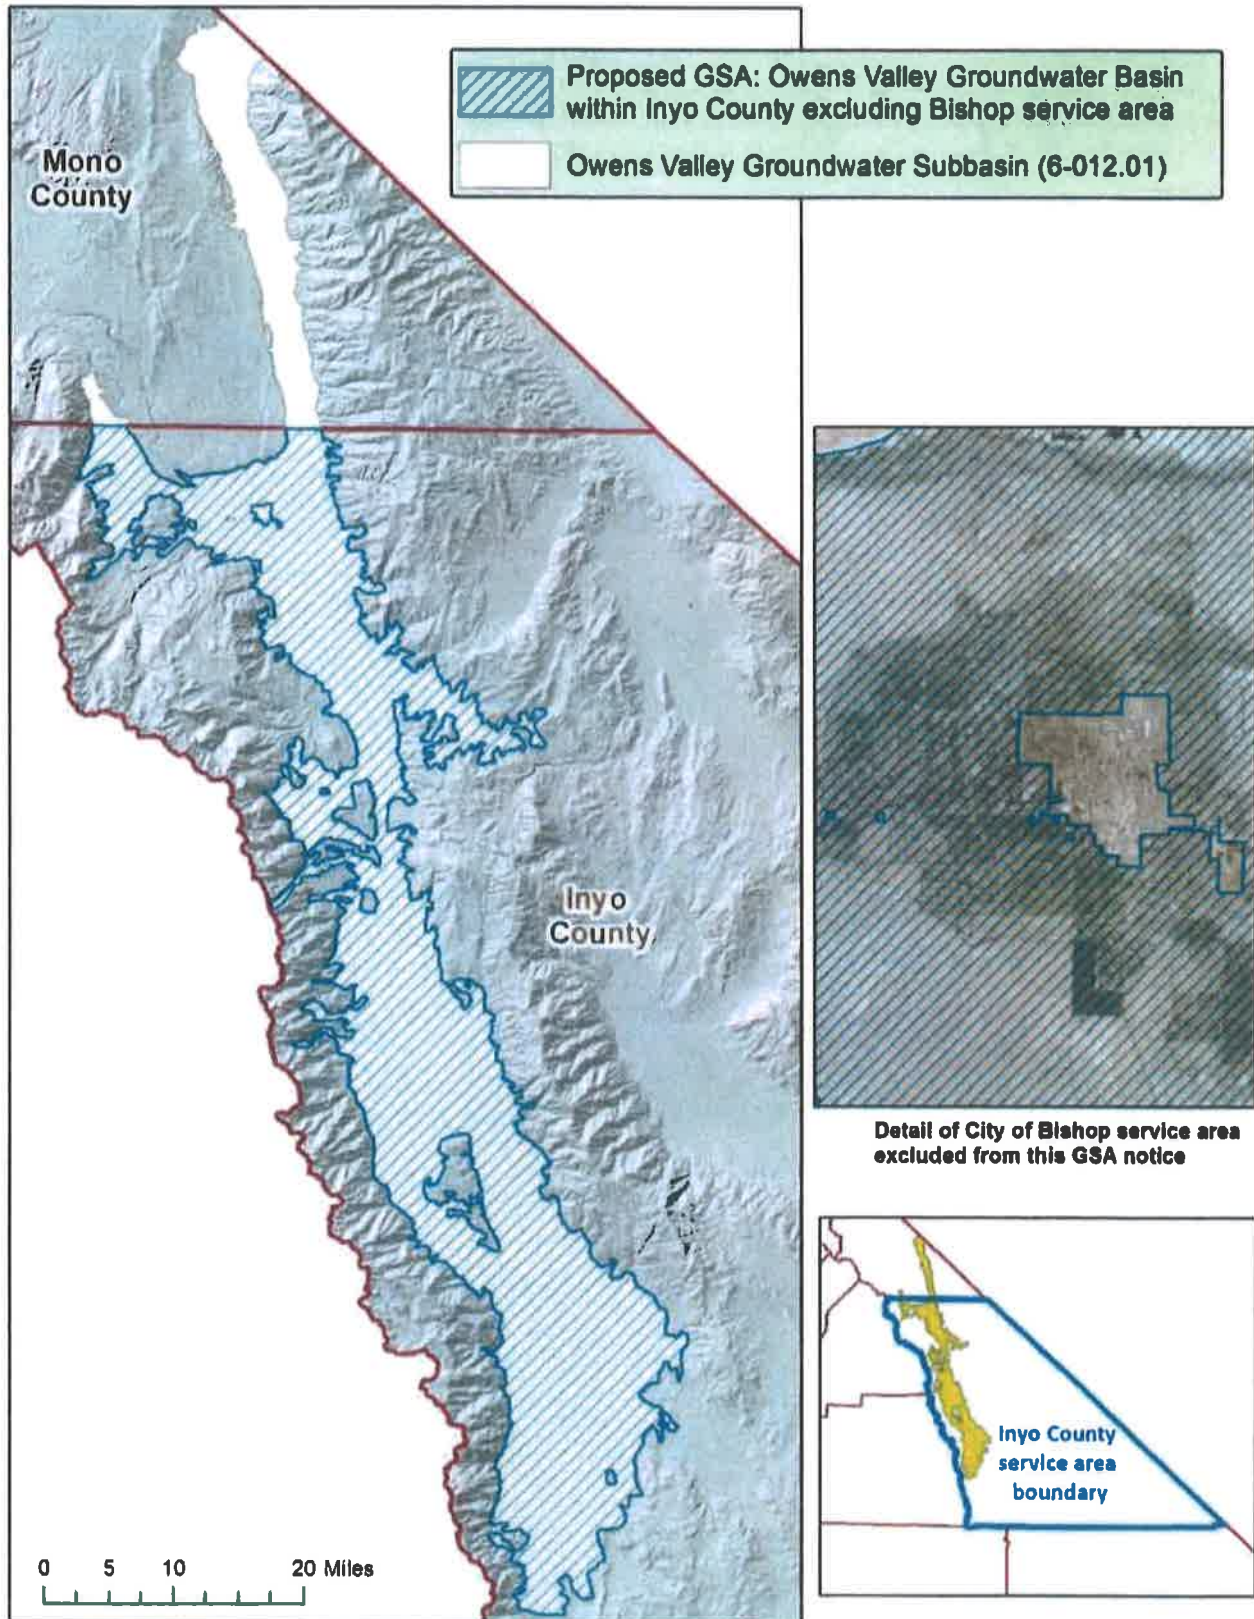 Proposed GSA: Owens Valley Groundwater Basin
within Inyo County excluding Bishop service area
Owens Valley Groundwater Subbasin (6-012.01)
Mono
County
Inyo
County
Detail of City of Bishop service area
excluded from this GSA notice
Inyo County
service area
boundary
0 5 10 20 Miles